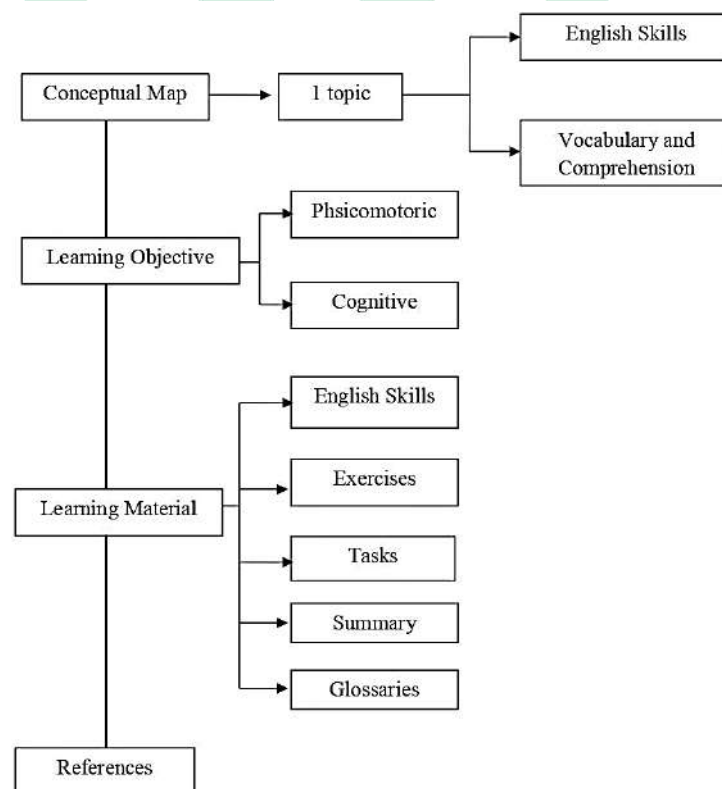 English Skills
Conceptual Map
1 topic
Vocabulary and
Comprehension
Phsicomotoric
Learning Objective
Cognitive
English Skills
Exercises
Learning Material
Tasks
Summary
Glossaries
References